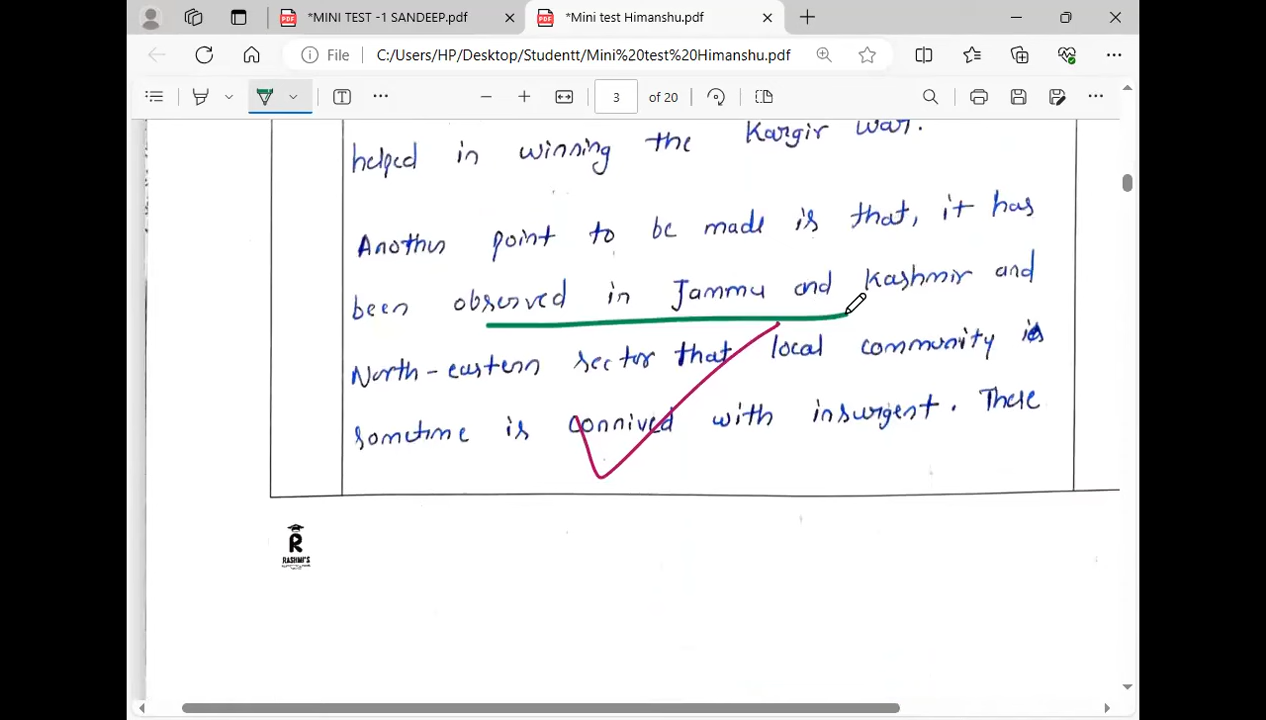 *MINI TEST -1 SANDEEP.pdf
*Mini test Himanshu.pdf
File C:/Users/HP/Desktop/Studentt/Mini%20test%20Himanshu.pdf
3 of 20
helped in winning the Kargir war.
Another point to be made is that, it has
been observed in Jammu and Kashmir and
North-eastern sector that local community is
sometime is connived with insurgent. There
R
RASHMI'S